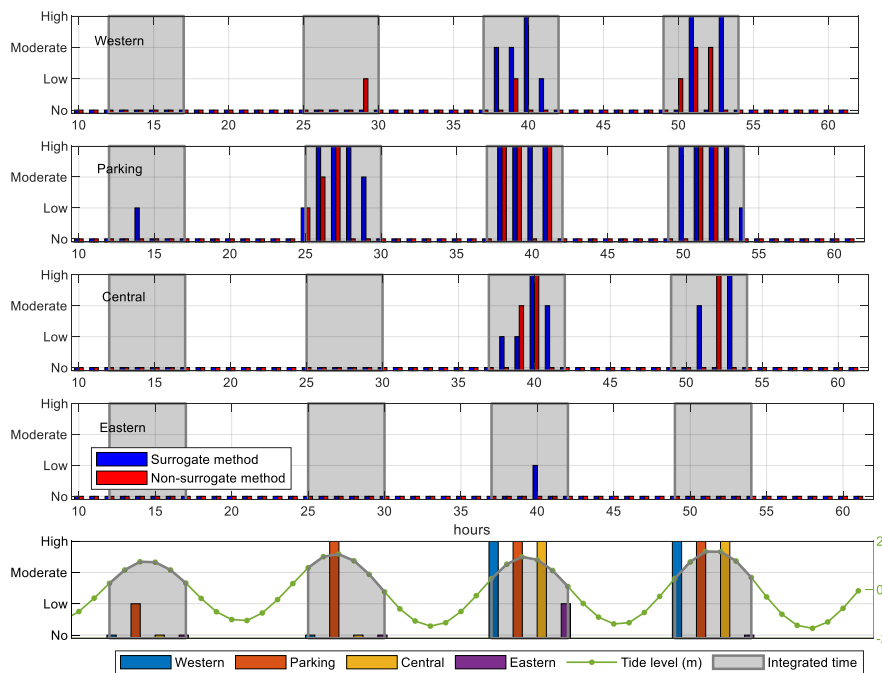 High
Western
Moderate
Low
No
10 15 20 25 30 35 40 45 50 55 60
High
Parking
Moderate
Low
No
10 15 20 25 30 35 40 45 50 55 60
High
Central
Moderate
Low
No
10 15 20 25 30 35 40 45 50 55 60
High
Eastern
Moderate
Surrogate method
Low
Non-surrogate method
No
10 15 20 25 30 35 40 45 50 55 60
hours
High 2
Moderate
0
Low
No
Western Parking Central Eastern Tide level (m) Integrated time